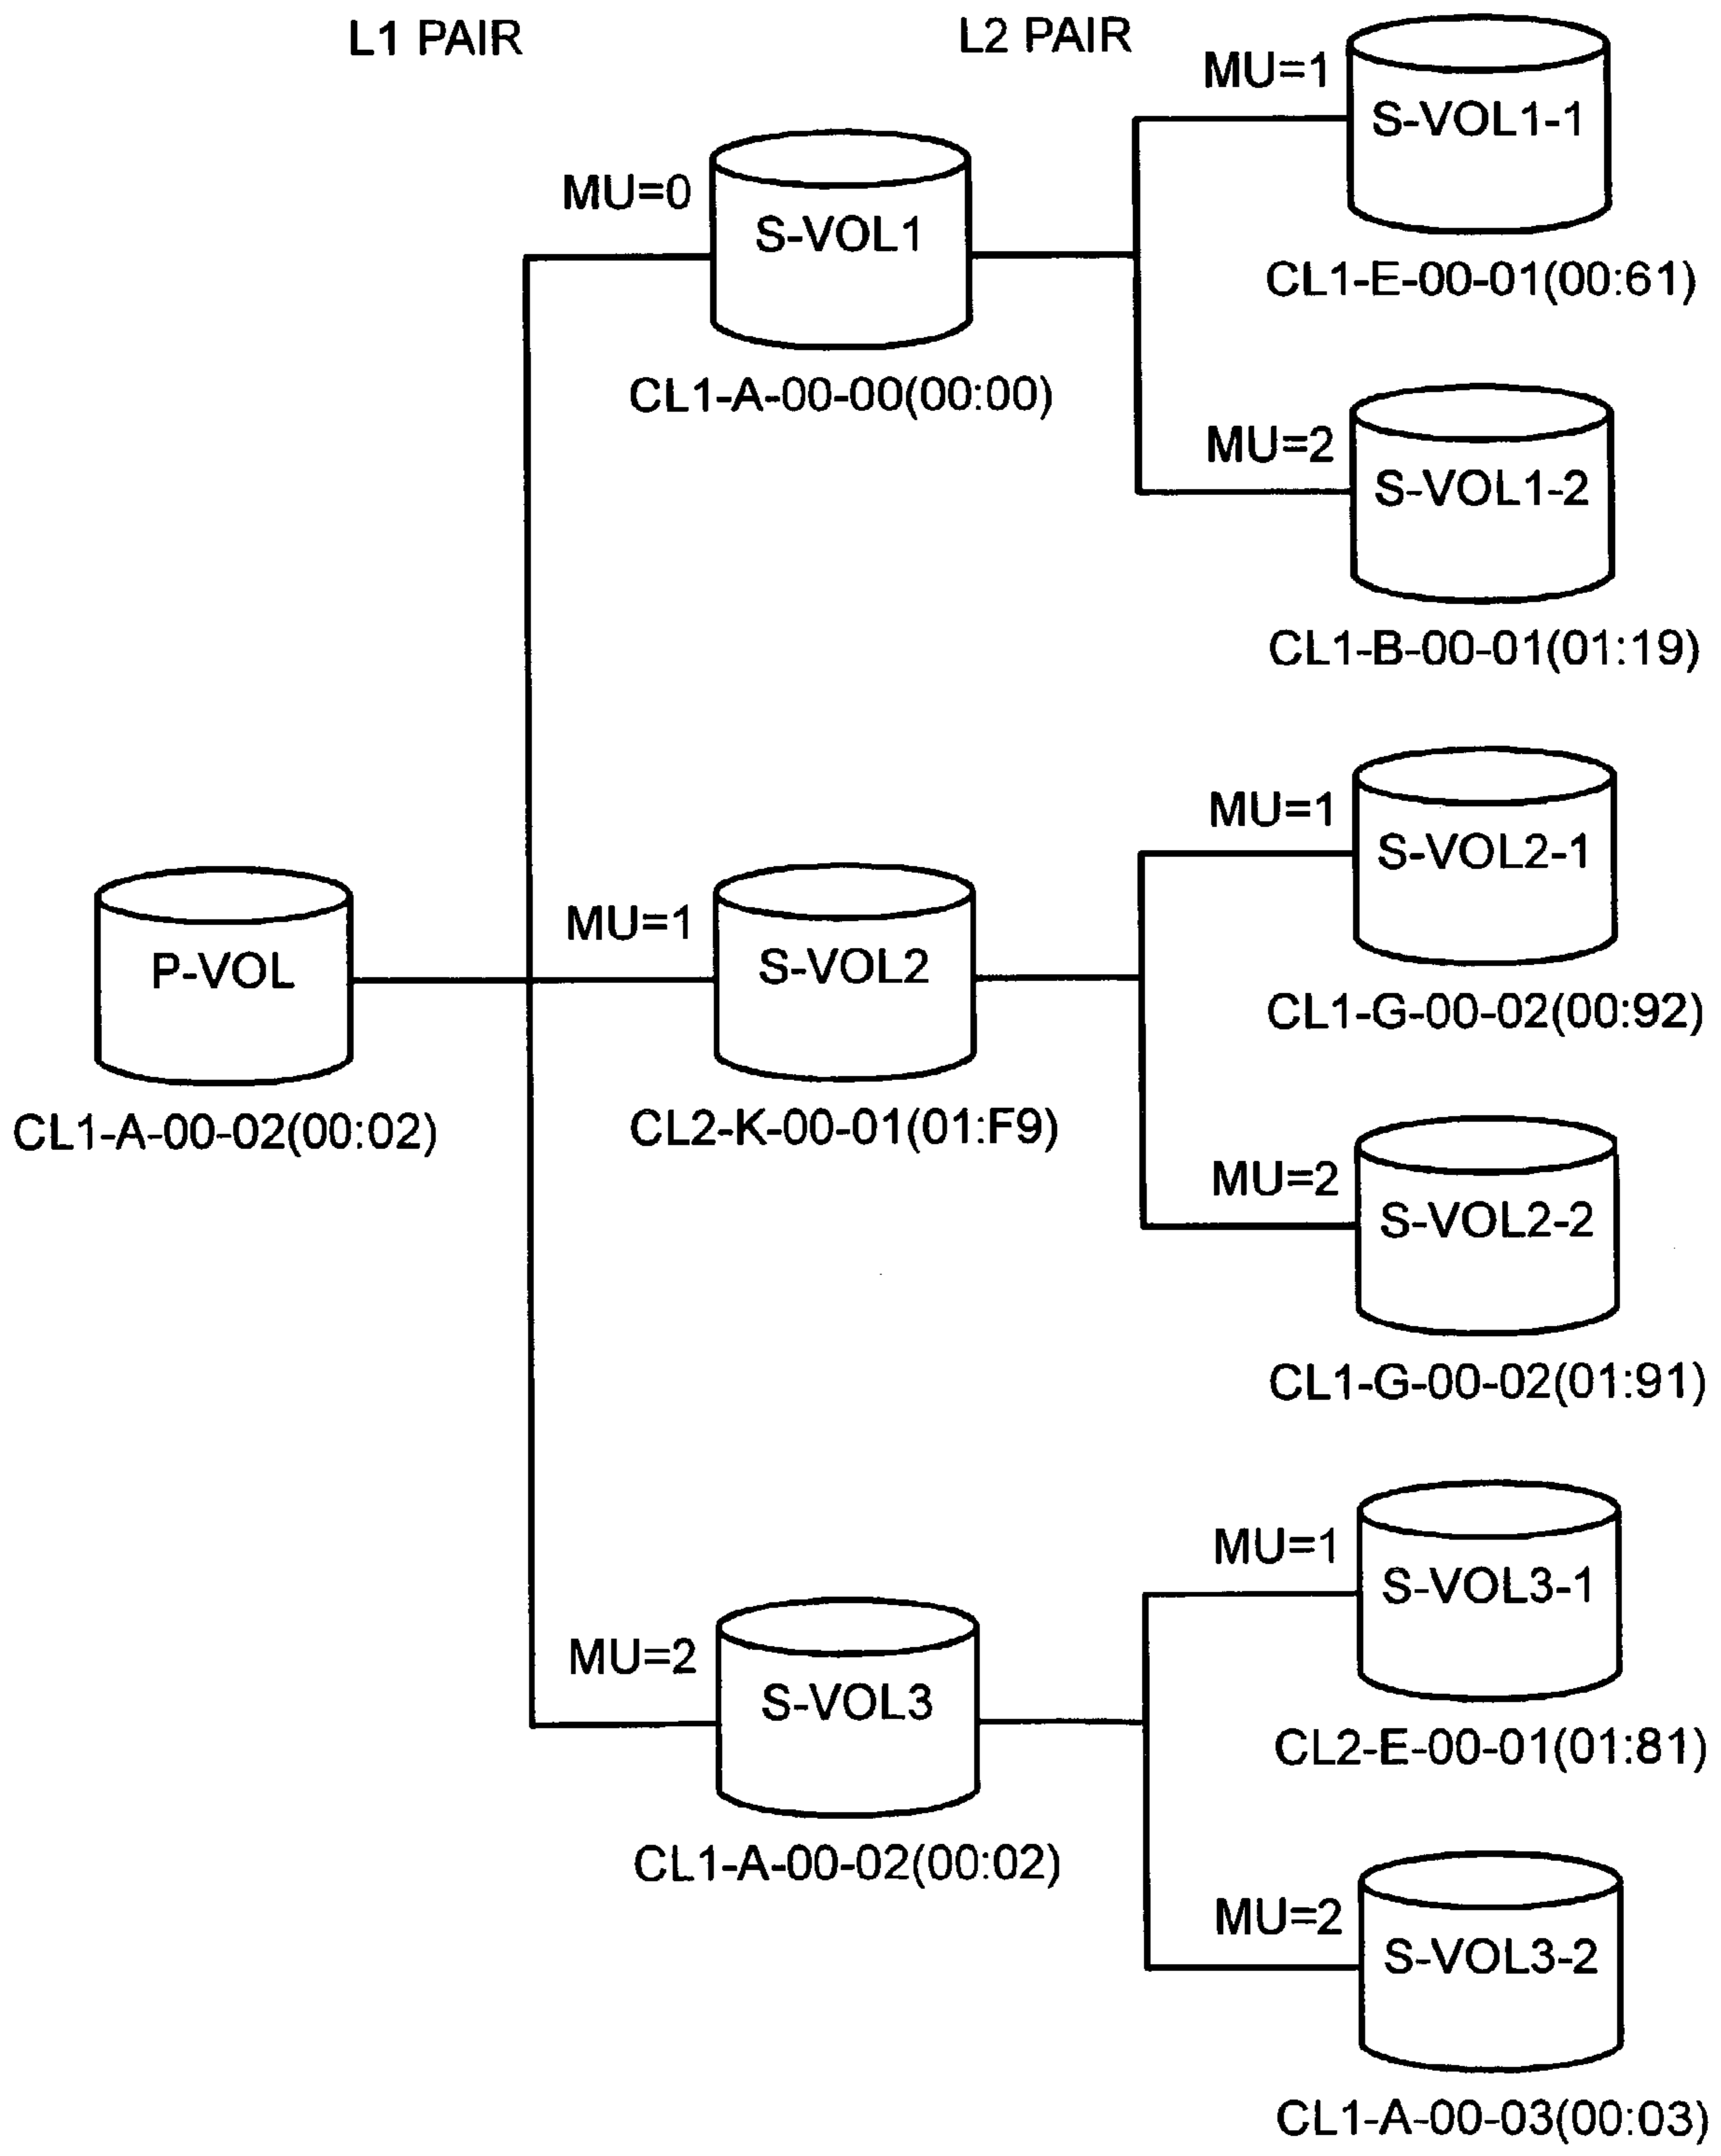 L1 PAIR
L2 PAIR
MU=1
S-VOL1-1
CL1-E-00-01(00:61)
MU=0
S-VOL1
CL1-A-00-00(00:00)
MU=2
S-VOL1-2
CL1-B-00-01(01:19)
MU=1
S-VOL2-1
CL1-G-00-02(00:92)
P-VOL
CL1-A-00-02(00:02)
MU=1
S-VOL2
CL2-K-00-01(01:F9)
MU=2
S-VOL2-2
CL1-G-00-02(01:91)
MU=1
S-VOL3-1
CL2-E-00-01(01:81)
MU=2
S-VOL3
CL1-A-00-02(00:02)
MU=2
S-VOL3-2
CL1-A-00-03(00:03)